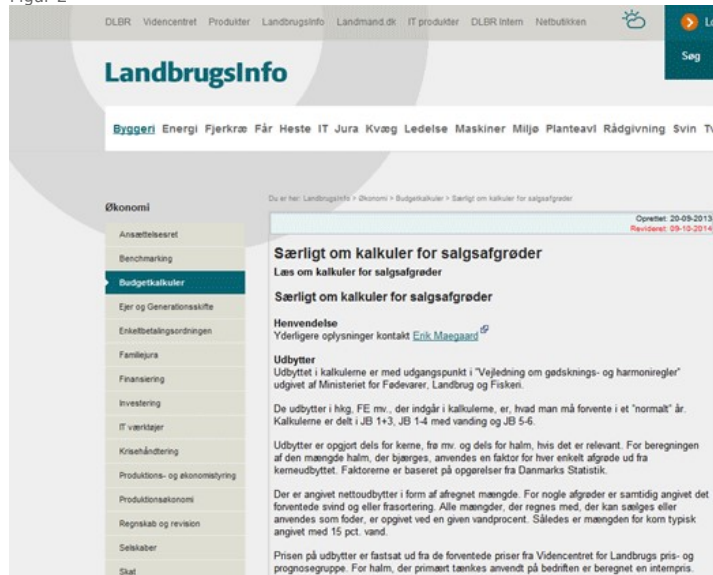 Figur 2
DLBR Videncentret Produkter LandbrugsInfo Landmand.dk IT produkter DLBR Intern Netbutikken
Søg
LandbrugsInfo
Byggeri Energi Fjerkræ Får Heste IT Jura Kvæg Ledelse Maskiner Miljø Planteavl Rådgivning Svin
Du er her: LandbrugsInfo > Økonomi > Budgetkalkuler > Særligt om kalkuler for salgsafgrøder
Økonomi
Ansættelsesret
Benchmarking
Budgetkalkuler
Ejer og Generationsskifte
Enkeltbetalingsordningen
Familiejura
Finansiering
Investering
IT værktøjer
Krisehåndtering
Produktions- og økonomistyring
Produktionsøkonomi
Regnskab og revision
Selskaber
Skat
Oprettet: 20-09-2013
Revideret: 09-10-2014
Særligt om kalkuler for salgsafgrøder
Læs om kalkuler for salgsafgrøder
Særligt om kalkuler for salgsafgrøder
Henvendelse
Yderligere oplysninger kontakt Erik Maegaard
Udbytter
Udbyttet i kalkulerne er med udgangspunkt i "Vejledning om gødsknings- og harmoniregler"
udgivet af Ministeriet for Fødevarer, Landbrug og Fiskeri.
De udbytter i hkg, FE mv., der indgår i kalkulerne, er, hvad man må forvente i et "normalt" år.
Kalkulerne er delt i JB 1+3, JB 1-4 med vanding og JB 5-6.
Udbytter er opgjort dels for kerne, frø mv. og dels for halm, hvis det er relevant. For beregningen
af den mængde halm, der bjærges, anvendes en faktor for hver enkelt afgrøde ud fra
kerneudbyttet. Faktorerne er baseret på opgørelser fra Danmarks Statistik.
Der er angivet nettoudbytter i form af afregnet mængde. For nogle afgrøder er samtidig angivet det
forventede svind og eller frasortering. Alle mængder, der regnes med, der kan sælges eller
anvendes som foder, er opgivet ved en given vandprocent. Således er mængden for korn typisk
angivet med 15 pct. vand.
Prisen på udbytter er fastsat ud fra de forventede priser fra Videncentret for Landbrugs pris- og
prognosegruppe. For halm, der primært tænkes anvendt på bedriften er beregnet en internpris.